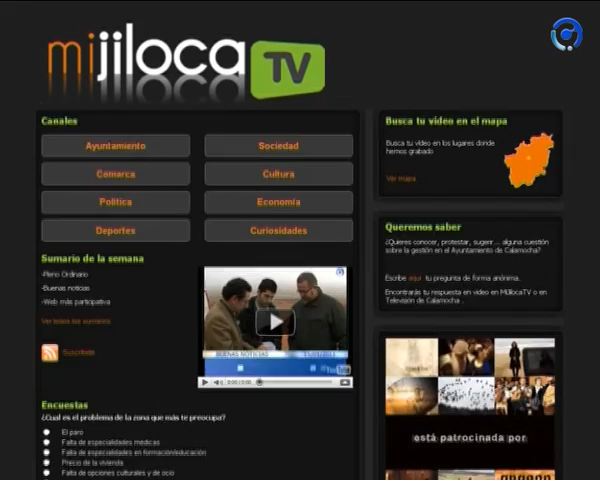 mijiloca TV
Canales
Ayuntamiento
Sociedad
Comarca
Cultura
Política
Economía
Deportes
Curiosidades
Sumario de la semana
-Pleno Ordinario
-Buenas noticias
-Web más participativa
Ver todos los sumarios
Suscríbete
BUENAS NOTICIAS
YouTube
0:00 / 0:00
Encuestas
¿Cual es el problema de la zona que más te preocupa?
El paro
Falta de especialidades médicas
Falta de especialidades en formación/educación
Precio de la vivienda
Falta de opciones culturales y de ocio
Busca tu vídeo en el mapa
Busca tu vídeo en los lugares donde
hemos grabado
Ver mapa
Queremos saber
¿Quieres conocer, protestar, sugerir... alguna cuestión
sobre la gestión en el Ayuntamiento de Calamocha?
Escribe aquí tu pregunta de forma anónima.
Encontrarás tu respuesta en video en MiJilocaTV o en
Televisión de Calamocha .
está patrocinada por